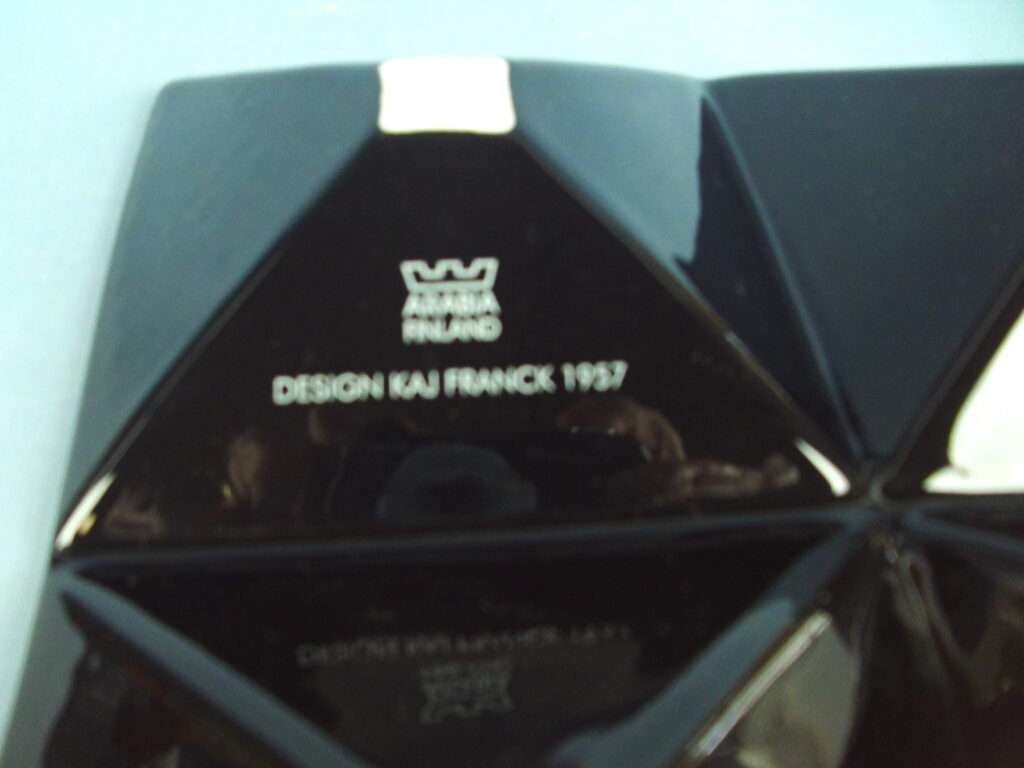 ARABIA
FINLAND
DESIGN KAJ FRANCK 1957